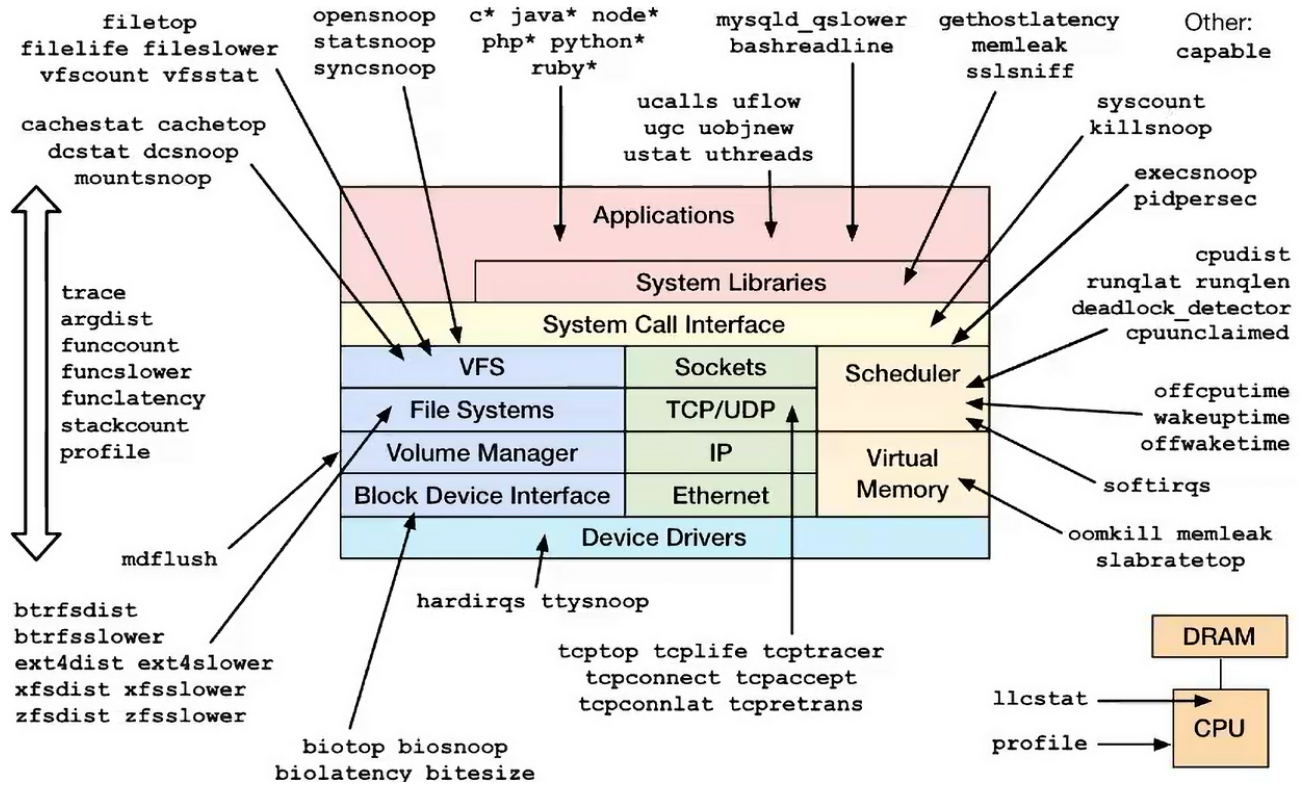 filetop
filelife fileslower
vfscount vfsstat
opensnoop
statsnoop
syncsnoop
c* java* node*
php* python*
ruby*
mysqld_qslower
bashreadline
gethostlatency
memleak
sslsniff
Other:
capable
cachestat cachetop
dcstat dcsnoop
mountsnoop
ucalls uflow
ugc uobjnew
ustat uthreads
syscount
killsnoop
execsnoop
pidpersec
Applications
System Libraries
System Call Interface
cpudist
runqlat runqlen
deadlock_detector
cpuunclaimed
trace
argdist
funccount
funcslower
funclatency
stackcount
profile
VFS
Sockets
Scheduler
File Systems
TCP/UDP
Volume Manager
IP
Virtual
Memory
Block Device Interface
Ethernet
Device Drivers
offcputime
wakeuptime
offwaketime
softirqs
oomkill memleak
slabratetop
mdflush
hardirqs ttysnoop
btrfsdist
btrfsslower
ext4dist ext4slower
xfsdist xfsslower
zfsdist zfsslower
tcptop tcplife tcptracer
tcpconnect tcpaccept
tcpconnlat tcpretrans
biotop biosnoop
biolatency bitesize
DRAM
llcstat
CPU
profile